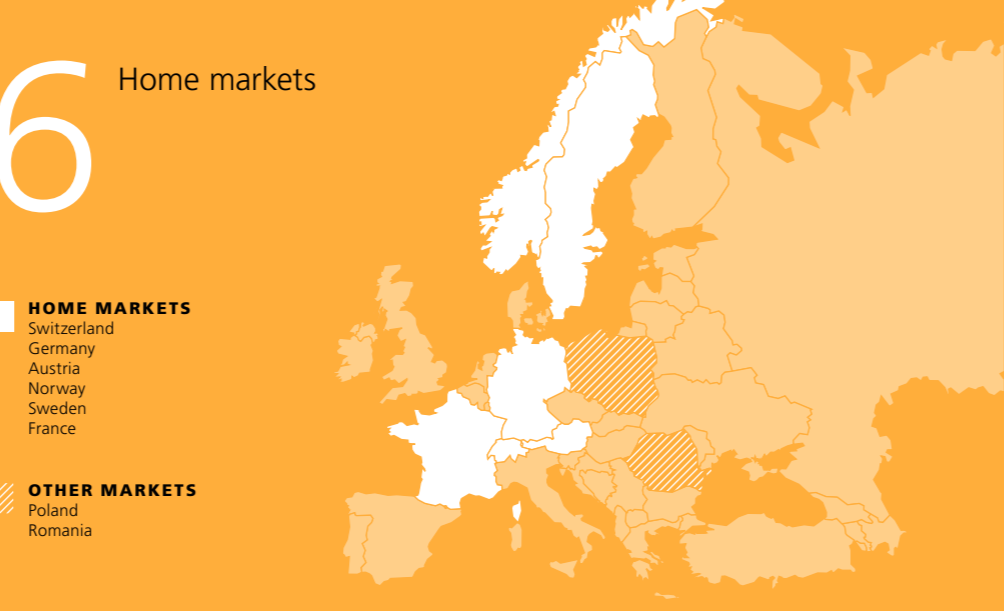 6
Home markets
HOME MARKETS
Switzerland
Germany
Austria
Norway
Sweden
France
OTHER MARKETS
Poland
Romania